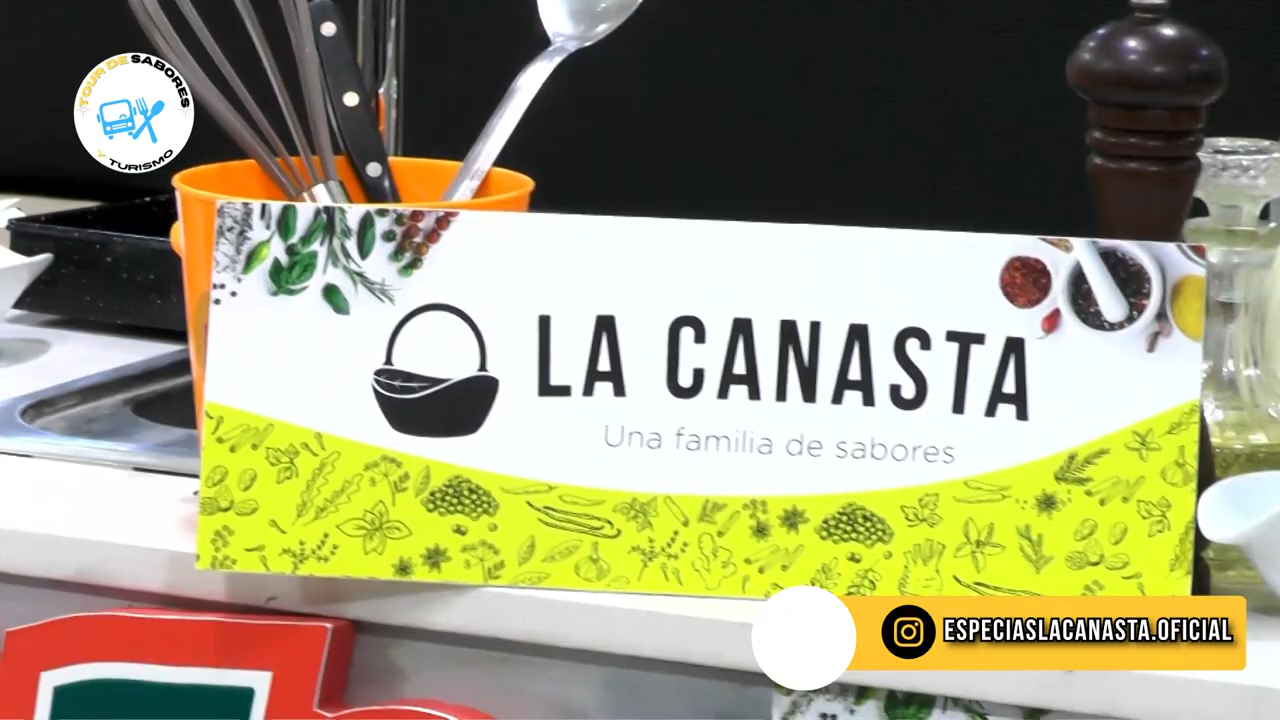 TOUR DE SABORES
Y TURISMO
LA CANASTA
Una familia de sabores
ESPECIASLACANASTA.OFICIAL